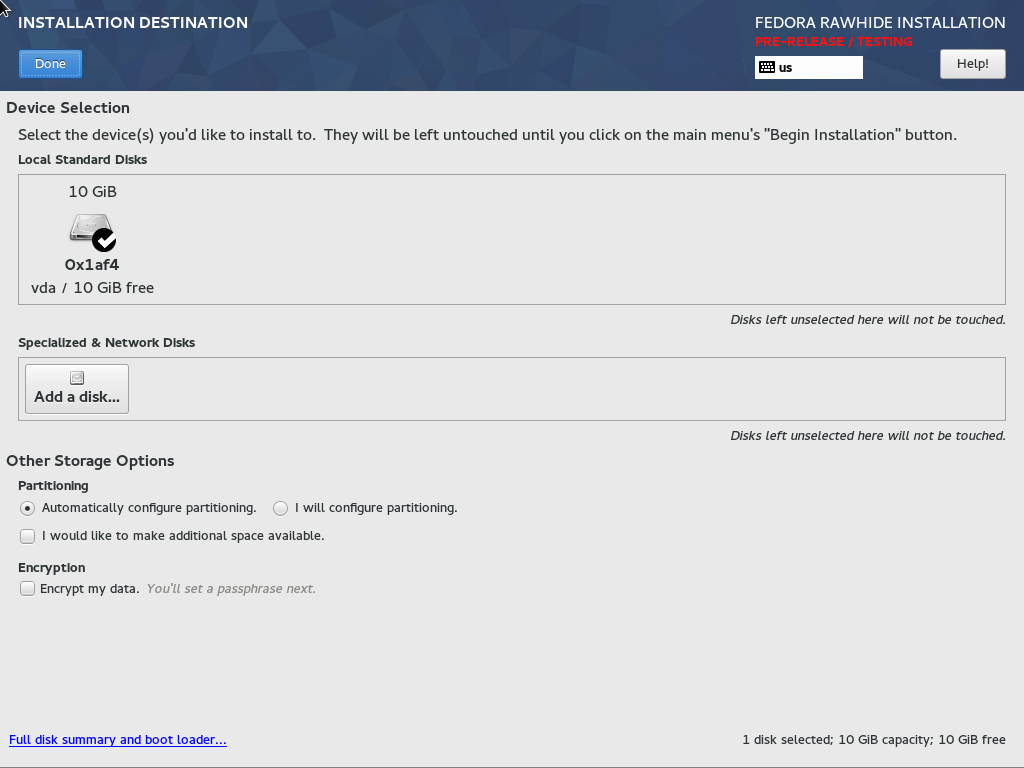 INSTALLATION DESTINATION
FEDORA RAWHIDE INSTALLATION
PRE-RELEASE / TESTING
Done
us
Help!
Device Selection
Select the device(s) you'd like to install to.  They will be left untouched until you click on the main menu's "Begin Installation" button.
Local Standard Disks
10 GiB
0x1af4
vda / 10 GiB free
Disks left unselected here will not be touched.
Specialized & Network Disks
Add a disk...
Disks left unselected here will not be touched.
Other Storage Options
Partitioning
Automatically configure partitioning. I will configure partitioning.
I would like to make additional space available.
Encryption
Encrypt my data. You'll set a passphrase next.
Full disk summary and boot loader... 1 disk selected; 10 GiB capacity; 10 GiB free